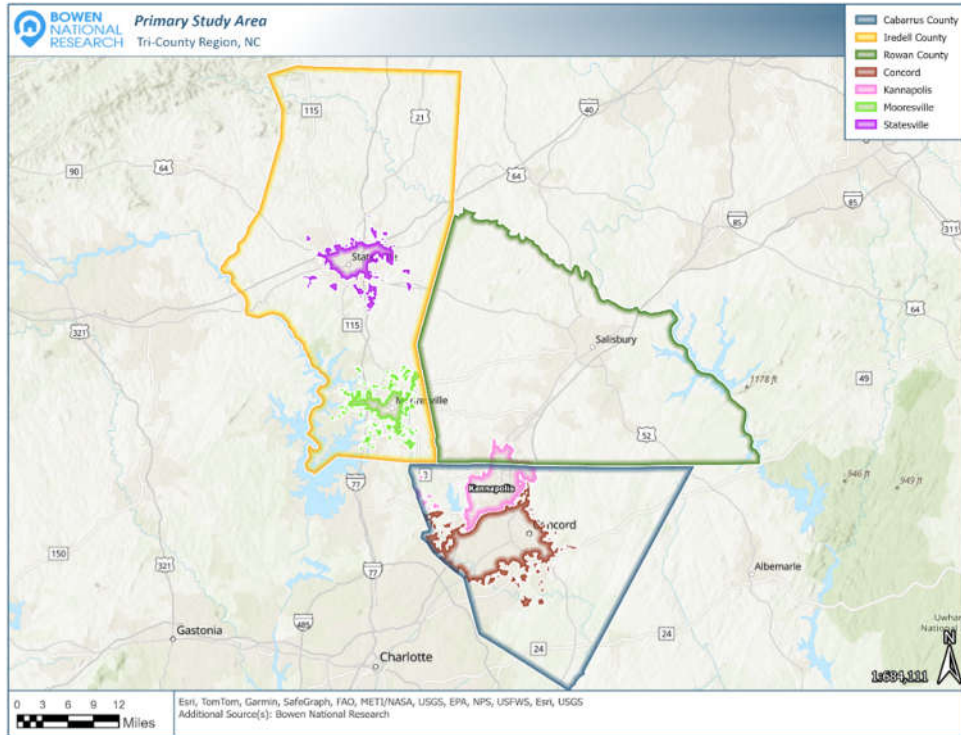 BOWEN
NATIONAL
RESEARCH
Primary Study Area
Tri-County Region, NC
Cabarrus County
Iredell County
Rowan County
Concord
Kannapolis
Mooresville
Statesville
115
21
40
90
64
64
85
85
311
321
115
64
Salisbury
1178 ft
49
52
3
77
Kannapolis
946 ft
949 ft
Concord
150
321
77
Albemarle
485
24
24
Gastonia
Charlotte
N
1:684,111
0 3 6 9 12
Miles
Esri, TomTom, Garmin, SafeGraph, FAO, METI/NASA, USGS, EPA, NPS, USFWS, Esri, USGS
Additional Source(s): Bowen National Research